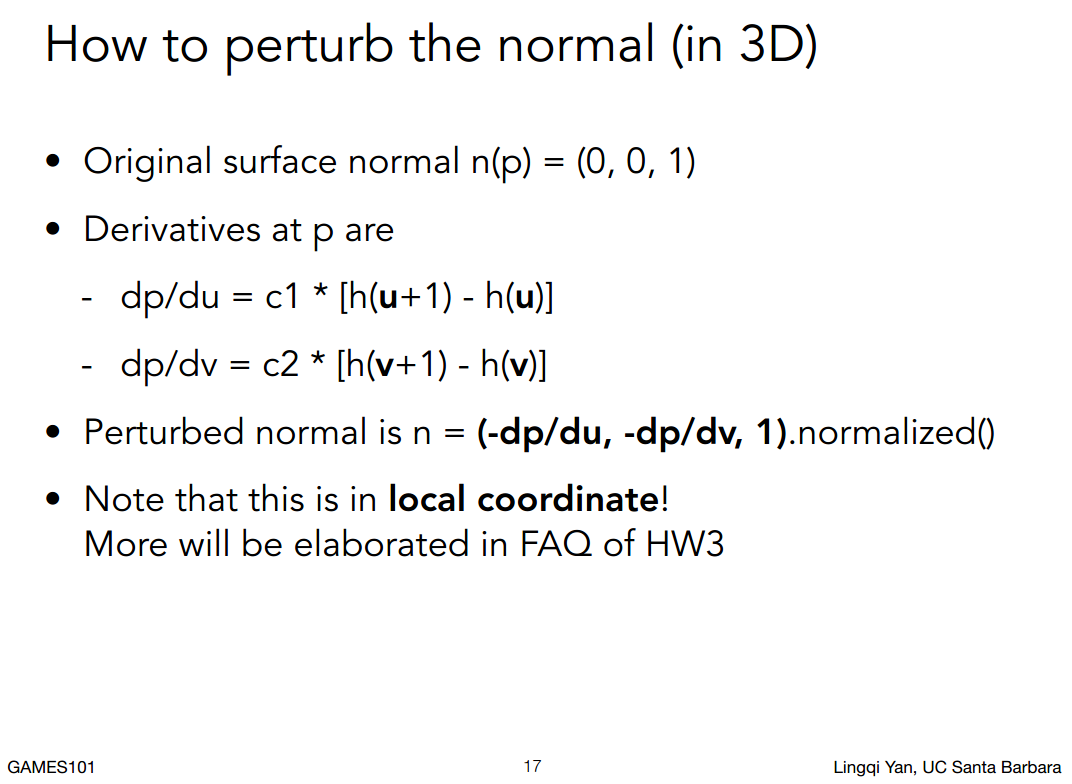 How to perturb the normal (in 3D)
• Original surface normal n(p) = (0, 0, 1)
• Derivatives at p are
- dp/du = c1 * [h(u+1) - h(u)]
- dp/dv = c2 * [h(v+1) - h(v)]
• Perturbed normal is n = (-dp/du, -dp/dv, 1).normalized()
• Note that this is in local coordinate!
More will be elaborated in FAQ of HW3
GAMES101
17
Lingqi Yan, UC Santa Barbara